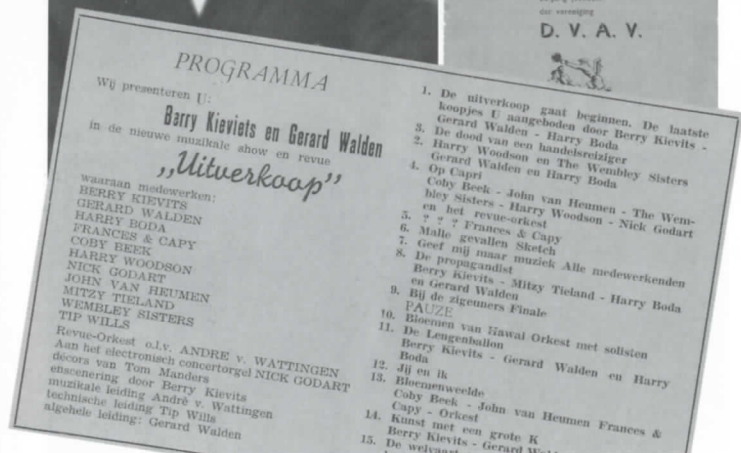 der vereniging
D. V. A. V.
PROGRAMMA
Wij presenteren U:
Barry Kieviets en Gerard Walden
in de nieuwe muzikale show en revue
„Uitverkoop”
waaraan medewerken:
BERRY KIEVITS
GERARD WALDEN
HARRY BODA
FRANCES & CAPY
COBY BEEK
HARRY WOODSON
NICK GODART
JOHN VAN HEUMEN
MITZY TIELAND
WEMBLEY SISTERS
TIP WILLS
Revue-Orkest o.l.v. ANDRE v. WATTINGEN
Aan het electronisch concertorgel NICK GODART
décors van Tom Manders
enscenering door Berry Kievits
muzikale leiding André v. Wattingen
technische leiding Tip Wills
algehele leiding: Gerard Walden
1. De uitverkoop gaat beginnen. De laatste
koopjes U aangeboden door Berry Kievits -
Gerard Walden - Harry Boda
3. De dood van een handelsreiziger
2. Harry Woodson en The Wembley Sisters
Gerard Walden en Harry Boda
4. Op Capri
Coby Beek - John van Heumen - The Wem-
bley Sisters - Harry Woodson - Nick Godart
en het revue-orkest
5. ? ? ? Frances & Capy
6. Malle gevallen Sketch
7. Geef mij maar muziek Alle medewerkenden
8. De propagandist
Berry Kievits - Mitzy Tieland - Harry Boda
en Gerard Walden
9. Bij de zigeuners Finale
PAUZE
10. Bloemen van Hawai Orkest met solisten
11. De Leugenballon
Berry Kievits - Gerard Walden en Harry
Boda
12. Jij en ik
13. Bloemenweelde
Coby Beek - John van Heumen Frances &
Capy - Orkest
14. Kunst met een grote K
Berry Kievits - Gerard
15. De